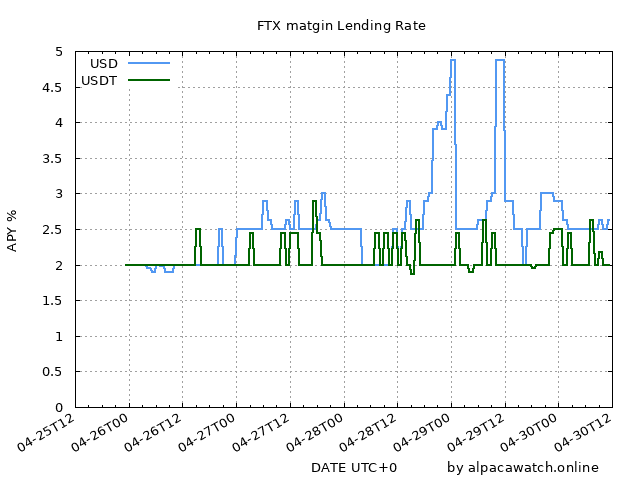 FTX matgin Lending Rate
USD
USDT
5
4.5
4
3.5
3
2.5
2
1.5
1
0.5
0
APY %
04-25T12
04-26T00
04-26T12
04-27T00
04-27T12
04-28T00
04-28T12
04-29T00
04-29T12
04-30T00
04-30T12
DATE UTC+0
by alpacawatch.online